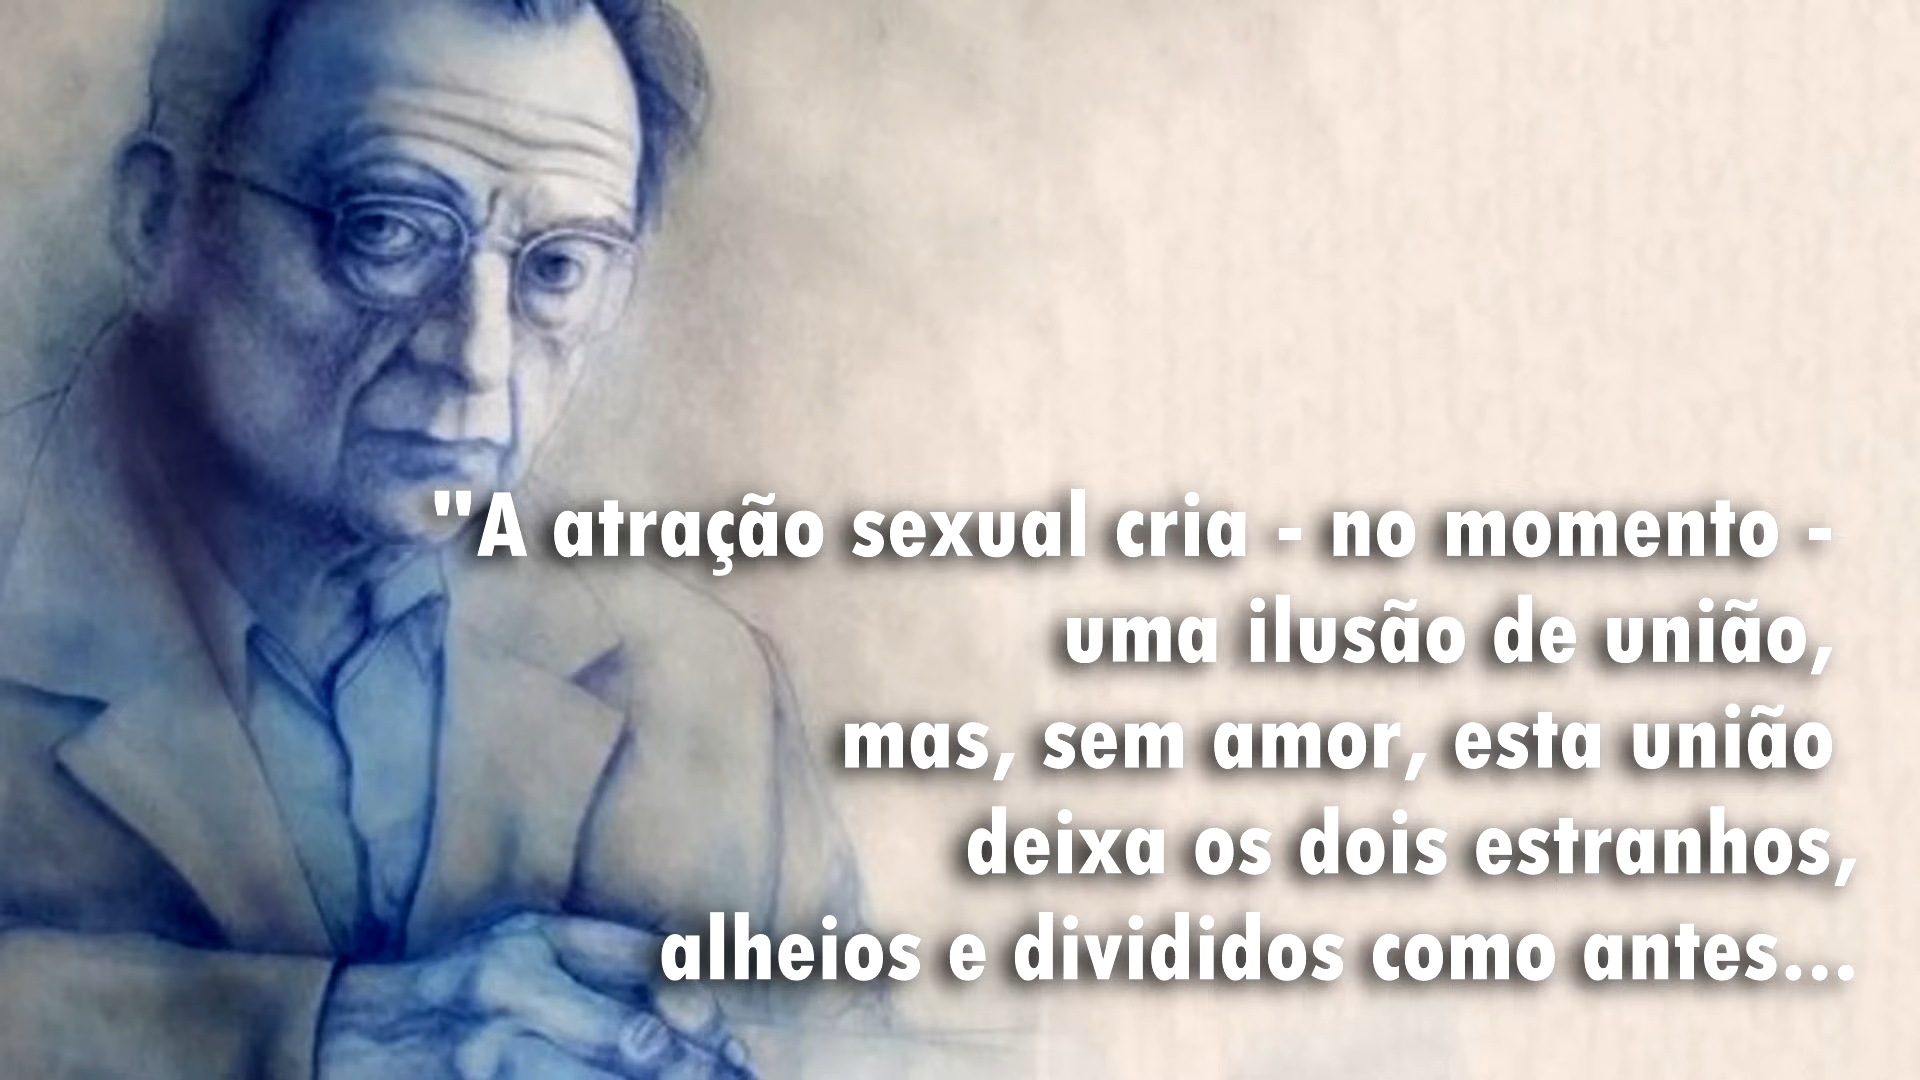 "A atração sexual cria - no momento -
uma ilusão de união,
mas, sem amor, esta união
deixa os dois estranhos,
alheios e divididos como antes...